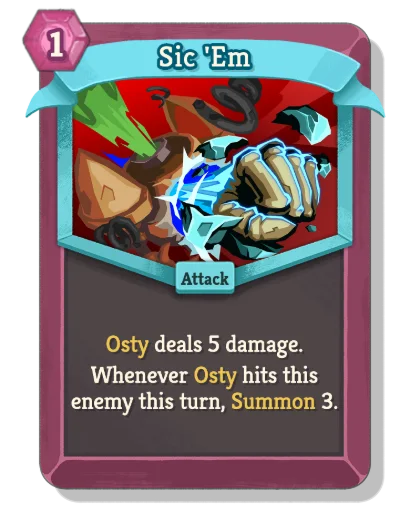 1
Sic 'Em
Attack
Osty deals 5 damage.
Whenever Osty hits this
enemy this turn, Summon 3.